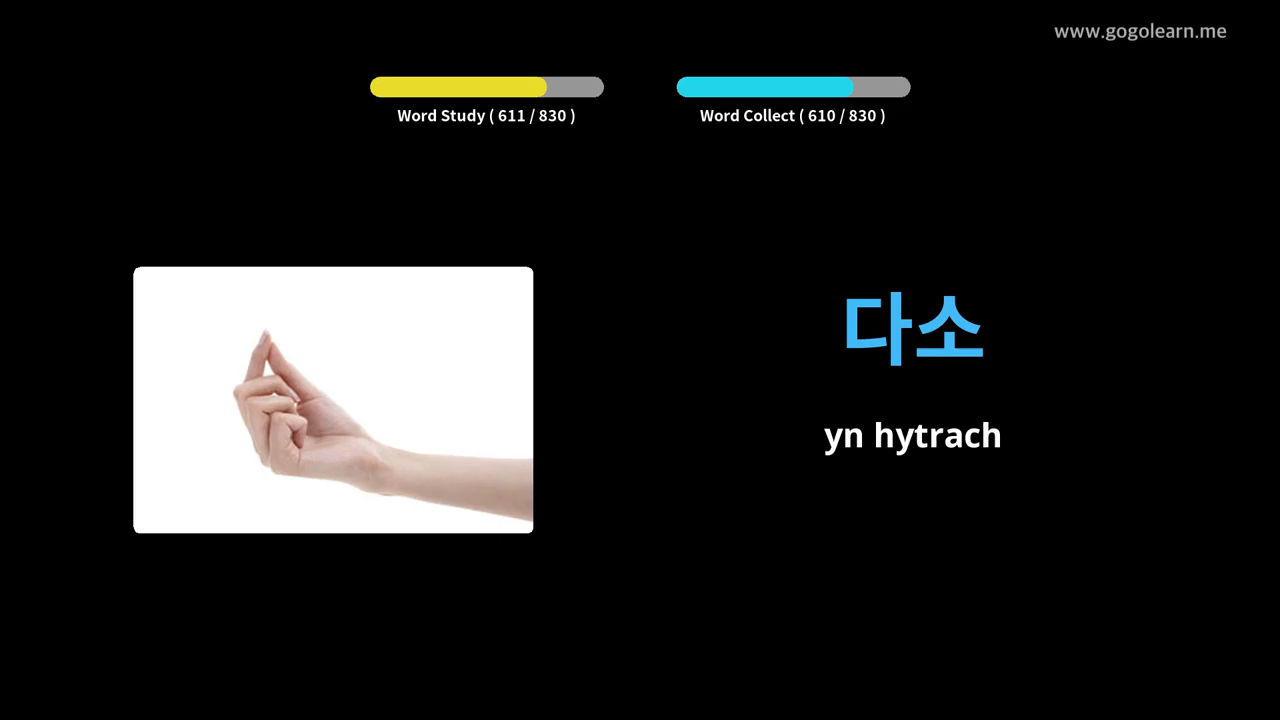 www.gogolearn.me
Word Study ( 611 / 830 )
Word Collect ( 610 / 830 )
다소
yn hytrach